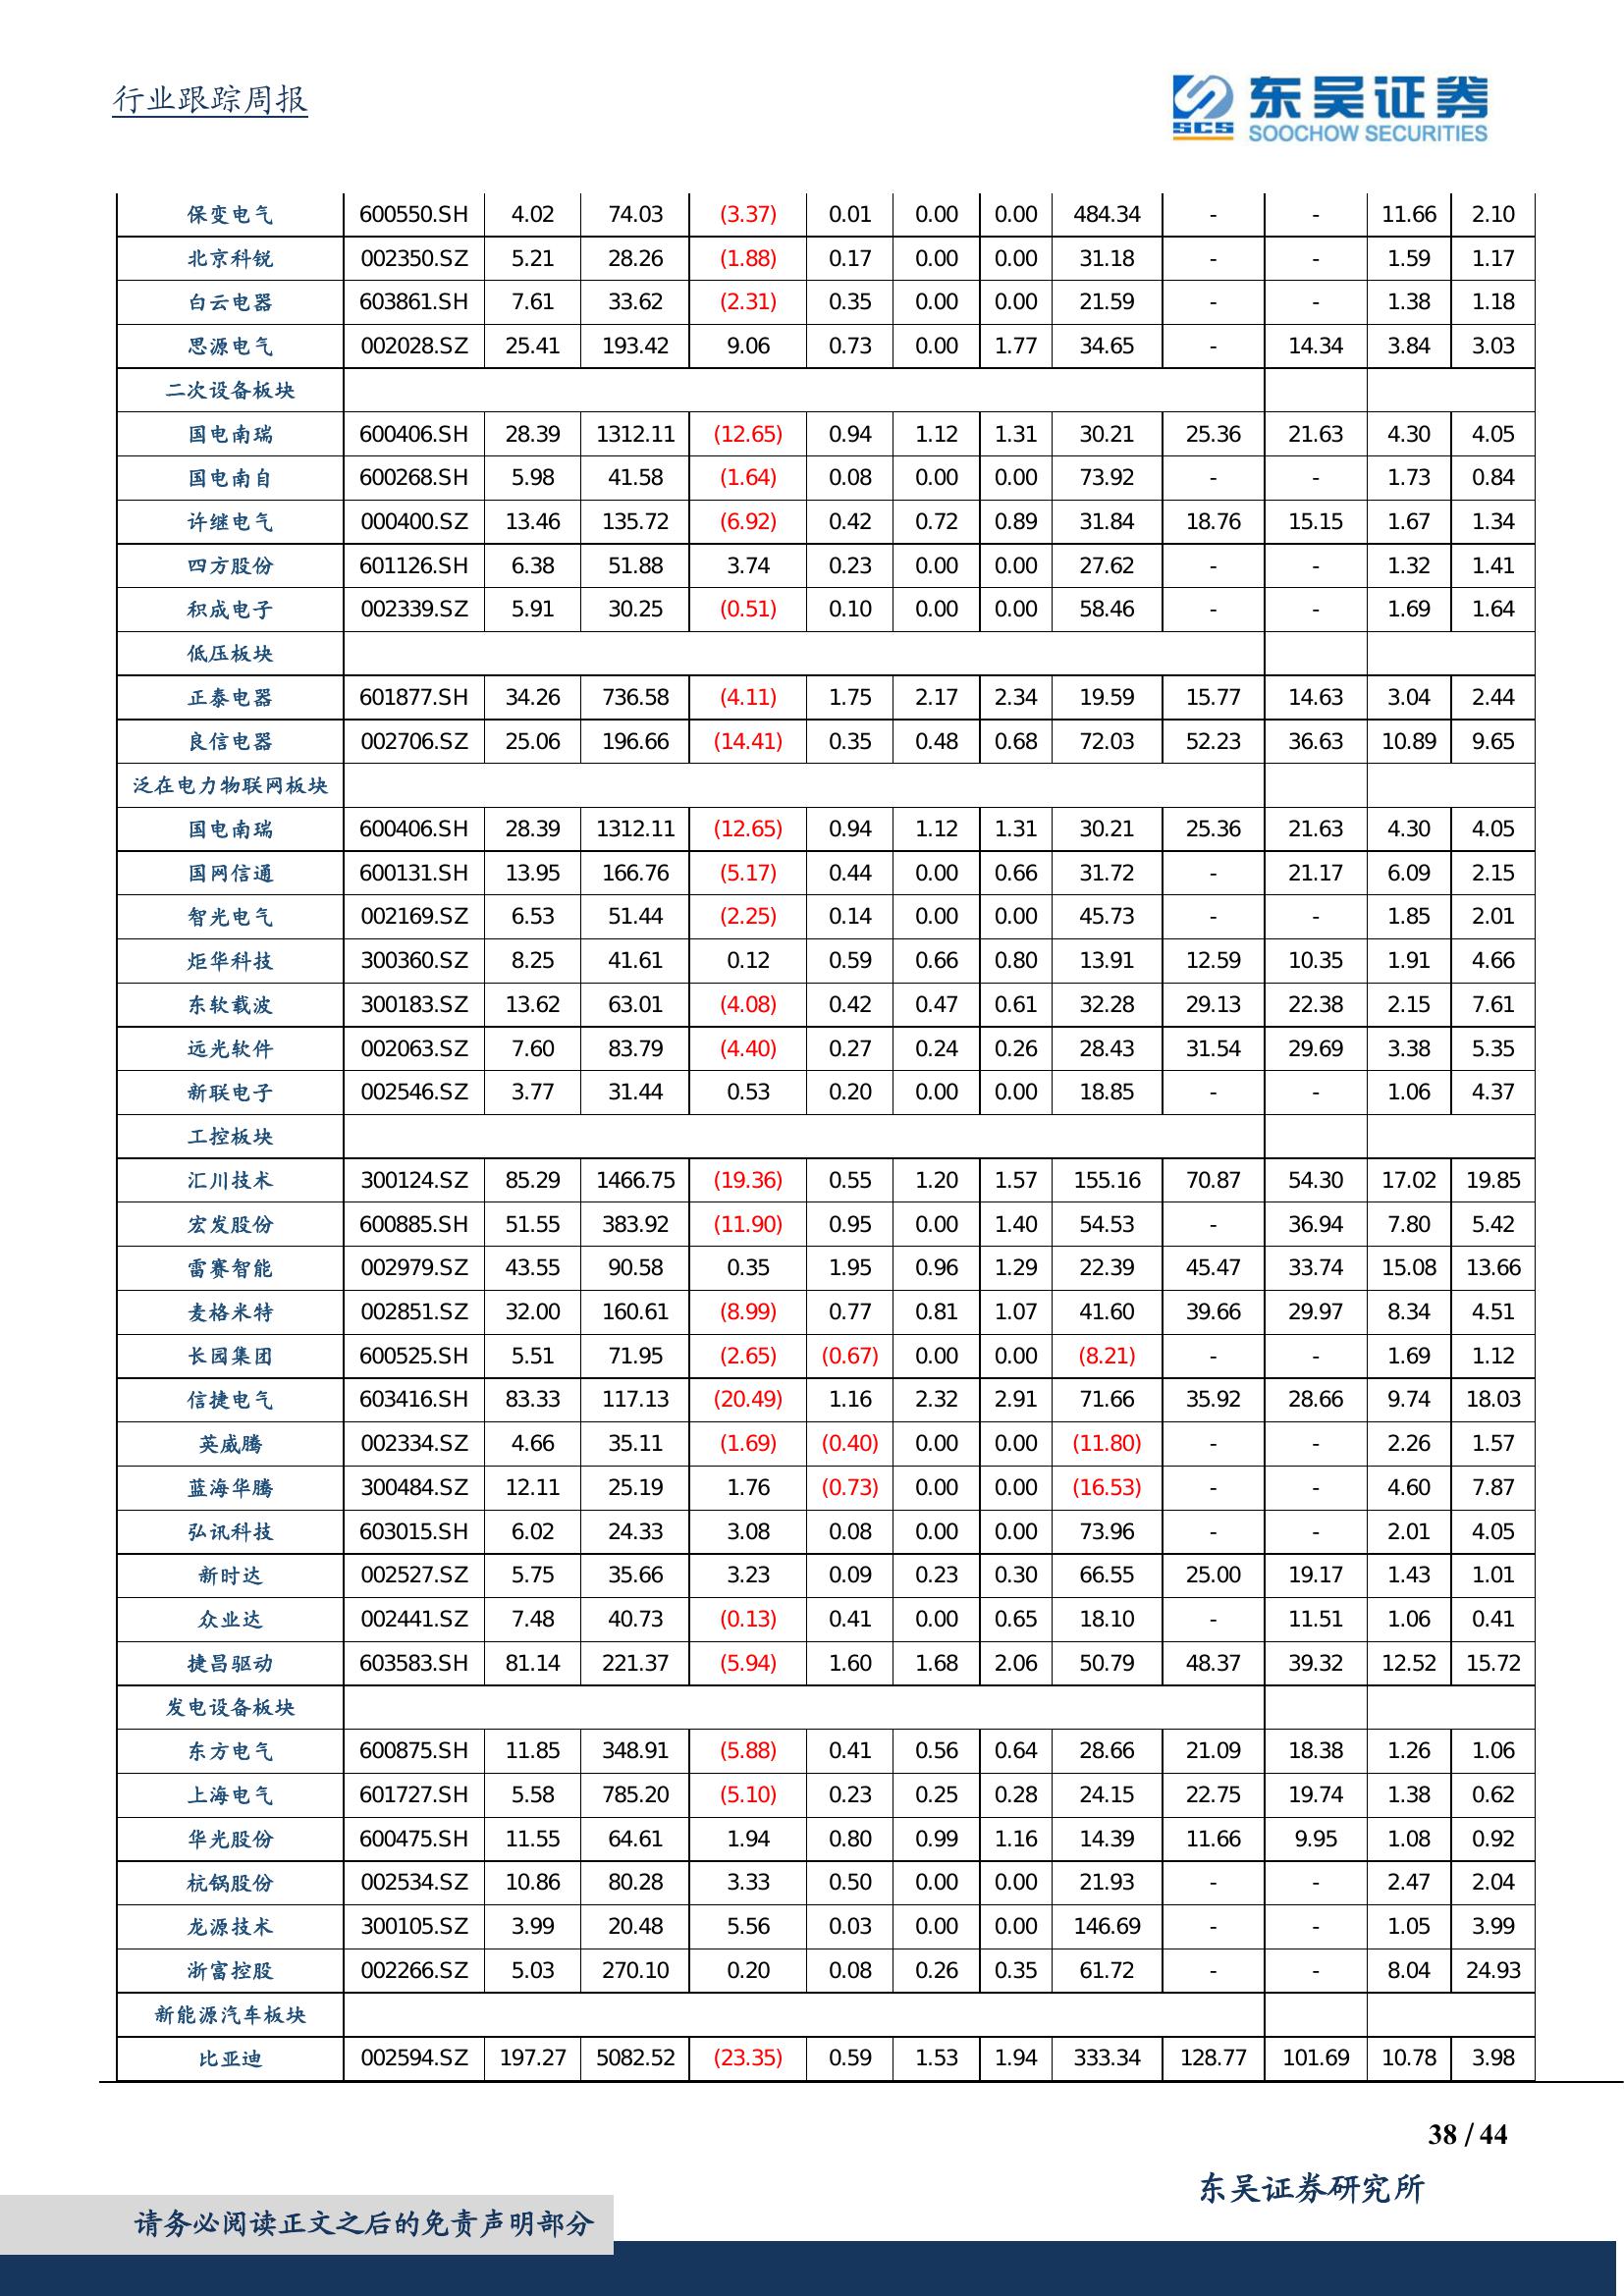 行业跟踪周报
东吴证券
SCS
SOOCHOW SECURITIES
保变电气 600550.SH 4.02 74.03 (3.37) 0.01 0.00 0.00 484.34 - - 11.66 2.10
北京科锐 002350.SZ 5.21 28.26 (1.88) 0.17 0.00 0.00 31.18 - - 1.59 1.17
白云电器 603861.SH 7.61 33.62 (2.31) 0.35 0.00 0.00 21.59 - - 1.38 1.18
思源电气 002028.SZ 25.41 193.42 9.06 0.73 0.00 1.77 34.65 - 14.34 3.84 3.03
二次设备板块
国电南瑞 600406.SH 28.39 1312.11 (12.65) 0.94 1.12 1.31 30.21 25.36 21.63 4.30 4.05
国电南自 600268.SH 5.98 41.58 (1.64) 0.08 0.00 0.00 73.92 - - 1.73 0.84
许继电气 000400.SZ 13.46 135.72 (6.92) 0.42 0.72 0.89 31.84 18.76 15.15 1.67 1.34
四方股份 601126.SH 6.38 51.88 3.74 0.23 0.00 0.00 27.62 - - 1.32 1.41
积成电子 002339.SZ 5.91 30.25 (0.51) 0.10 0.00 0.00 58.46 - - 1.69 1.64
低压板块
正泰电器 601877.SH 34.26 736.58 (4.11) 1.75 2.17 2.34 19.59 15.77 14.63 3.04 2.44
良信电器 002706.SZ 25.06 196.66 (14.41) 0.35 0.48 0.68 72.03 52.23 36.63 10.89 9.65
泛在电力物联网板块
国电南瑞 600406.SH 28.39 1312.11 (12.65) 0.94 1.12 1.31 30.21 25.36 21.63 4.30 4.05
国网信通 600131.SH 13.95 166.76 (5.17) 0.44 0.00 0.66 31.72 - 21.17 6.09 2.15
智光电气 002169.SZ 6.53 51.44 (2.25) 0.14 0.00 0.00 45.73 - - 1.85 2.01
炬华科技 300360.SZ 8.25 41.61 0.12 0.59 0.66 0.80 13.91 12.59 10.35 1.91 4.66
东软载波 300183.SZ 13.62 63.01 (4.08) 0.42 0.47 0.61 32.28 29.13 22.38 2.15 7.61
远光软件 002063.SZ 7.60 83.79 (4.40) 0.27 0.24 0.26 28.43 31.54 29.69 3.38 5.35
新联电子 002546.SZ 3.77 31.44 0.53 0.20 0.00 0.00 18.85 - - 1.06 4.37
工控板块
汇川技术 300124.SZ 85.29 1466.75 (19.36) 0.55 1.20 1.57 155.16 70.87 54.30 17.02 19.85
宏发股份 600885.SH 51.55 383.92 (11.90) 0.95 0.00 1.40 54.53 - 36.94 7.80 5.42
雷赛智能 002979.SZ 43.55 90.58 0.35 1.95 0.96 1.29 22.39 45.47 33.74 15.08 13.66
麦格米特 002851.SZ 32.00 160.61 (8.99) 0.77 0.81 1.07 41.60 39.66 29.97 8.34 4.51
长园集团 600525.SH 5.51 71.95 (2.65) (0.67) 0.00 0.00 (8.21) - - 1.69 1.12
信捷电气 603416.SH 83.33 117.13 (20.49) 1.16 2.32 2.91 71.66 35.92 28.66 9.74 18.03
英威腾 002334.SZ 4.66 35.11 (1.69) (0.40) 0.00 0.00 (11.80) - - 2.26 1.57
蓝海华腾 300484.SZ 12.11 25.19 1.76 (0.73) 0.00 0.00 (16.53) - - 4.60 7.87
弘讯科技 603015.SH 6.02 24.33 3.08 0.08 0.00 0.00 73.96 - - 2.01 4.05
新时达 002527.SZ 5.75 35.66 3.23 0.09 0.23 0.30 66.55 25.00 19.17 1.43 1.01
众业达 002441.SZ 7.48 40.73 (0.13) 0.41 0.00 0.65 18.10 - 11.51 1.06 0.41
捷昌驱动 603583.SH 81.14 221.37 (5.94) 1.60 1.68 2.06 50.79 48.37 39.32 12.52 15.72
发电设备板块
东方电气 600875.SH 11.85 348.91 (5.88) 0.41 0.56 0.64 28.66 21.09 18.38 1.26 1.06
上海电气 601727.SH 5.58 785.20 (5.10) 0.23 0.25 0.28 24.15 22.75 19.74 1.38 0.62
华光股份 600475.SH 11.55 64.61 1.94 0.80 0.99 1.16 14.39 11.66 9.95 1.08 0.92
杭锅股份 002534.SZ 10.86 80.28 3.33 0.50 0.00 0.00 21.93 - - 2.47 2.04
龙源技术 300105.SZ 3.99 20.48 5.56 0.03 0.00 0.00 146.69 - - 1.05 3.99
浙富控股 002266.SZ 5.03 270.10 0.20 0.08 0.26 0.35 61.72 - - 8.04 24.93
新能源汽车板块
比亚迪 002594.SZ 197.27 5082.52 (23.35) 0.59 1.53 1.94 333.34 128.77 101.69 10.78 3.98
38 / 44
东吴证券研究所
请务必阅读正文之后的免责声明部分